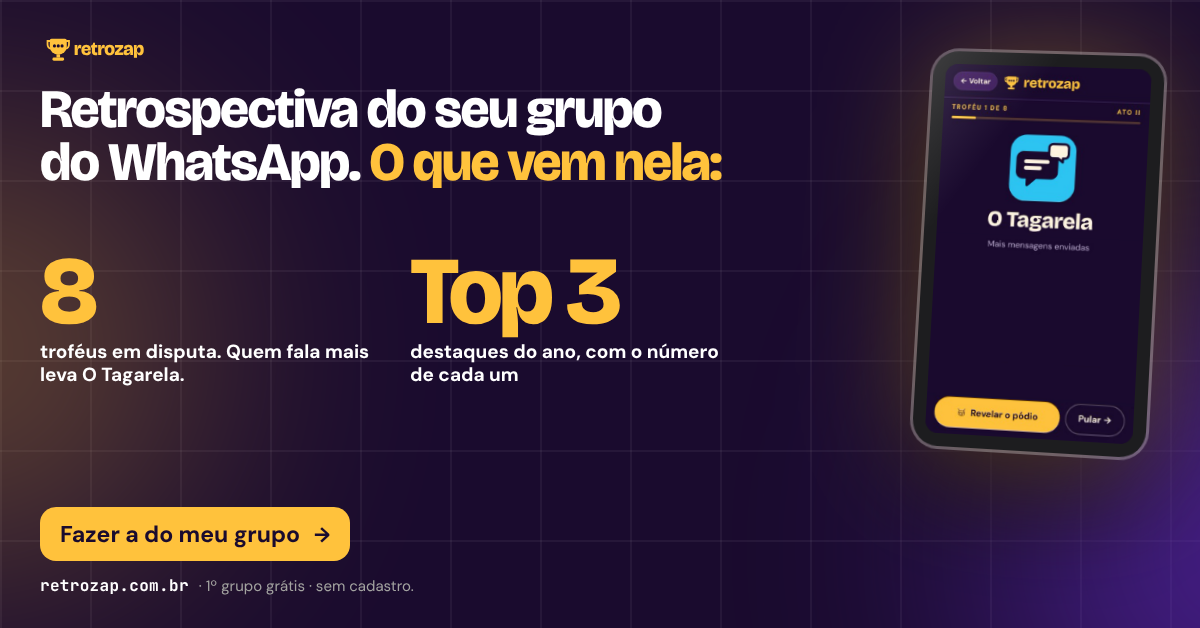 retrozap
Retrospectiva do seu grupo
do WhatsApp. O que vem nela:
8
troféus em disputa. Quem fala mais
leva O Tagarela.
Top 3
destaques do ano, com o número
de cada um
Fazer a do meu grupo →
retrozap.com.br · 1º grupo grátis · sem cadastro.
← Voltar
retrozap
TROFÉU 1 DE 8
ATO II
O Tagarela
Mais mensagens enviadas
Revelar o pódio
Pular →